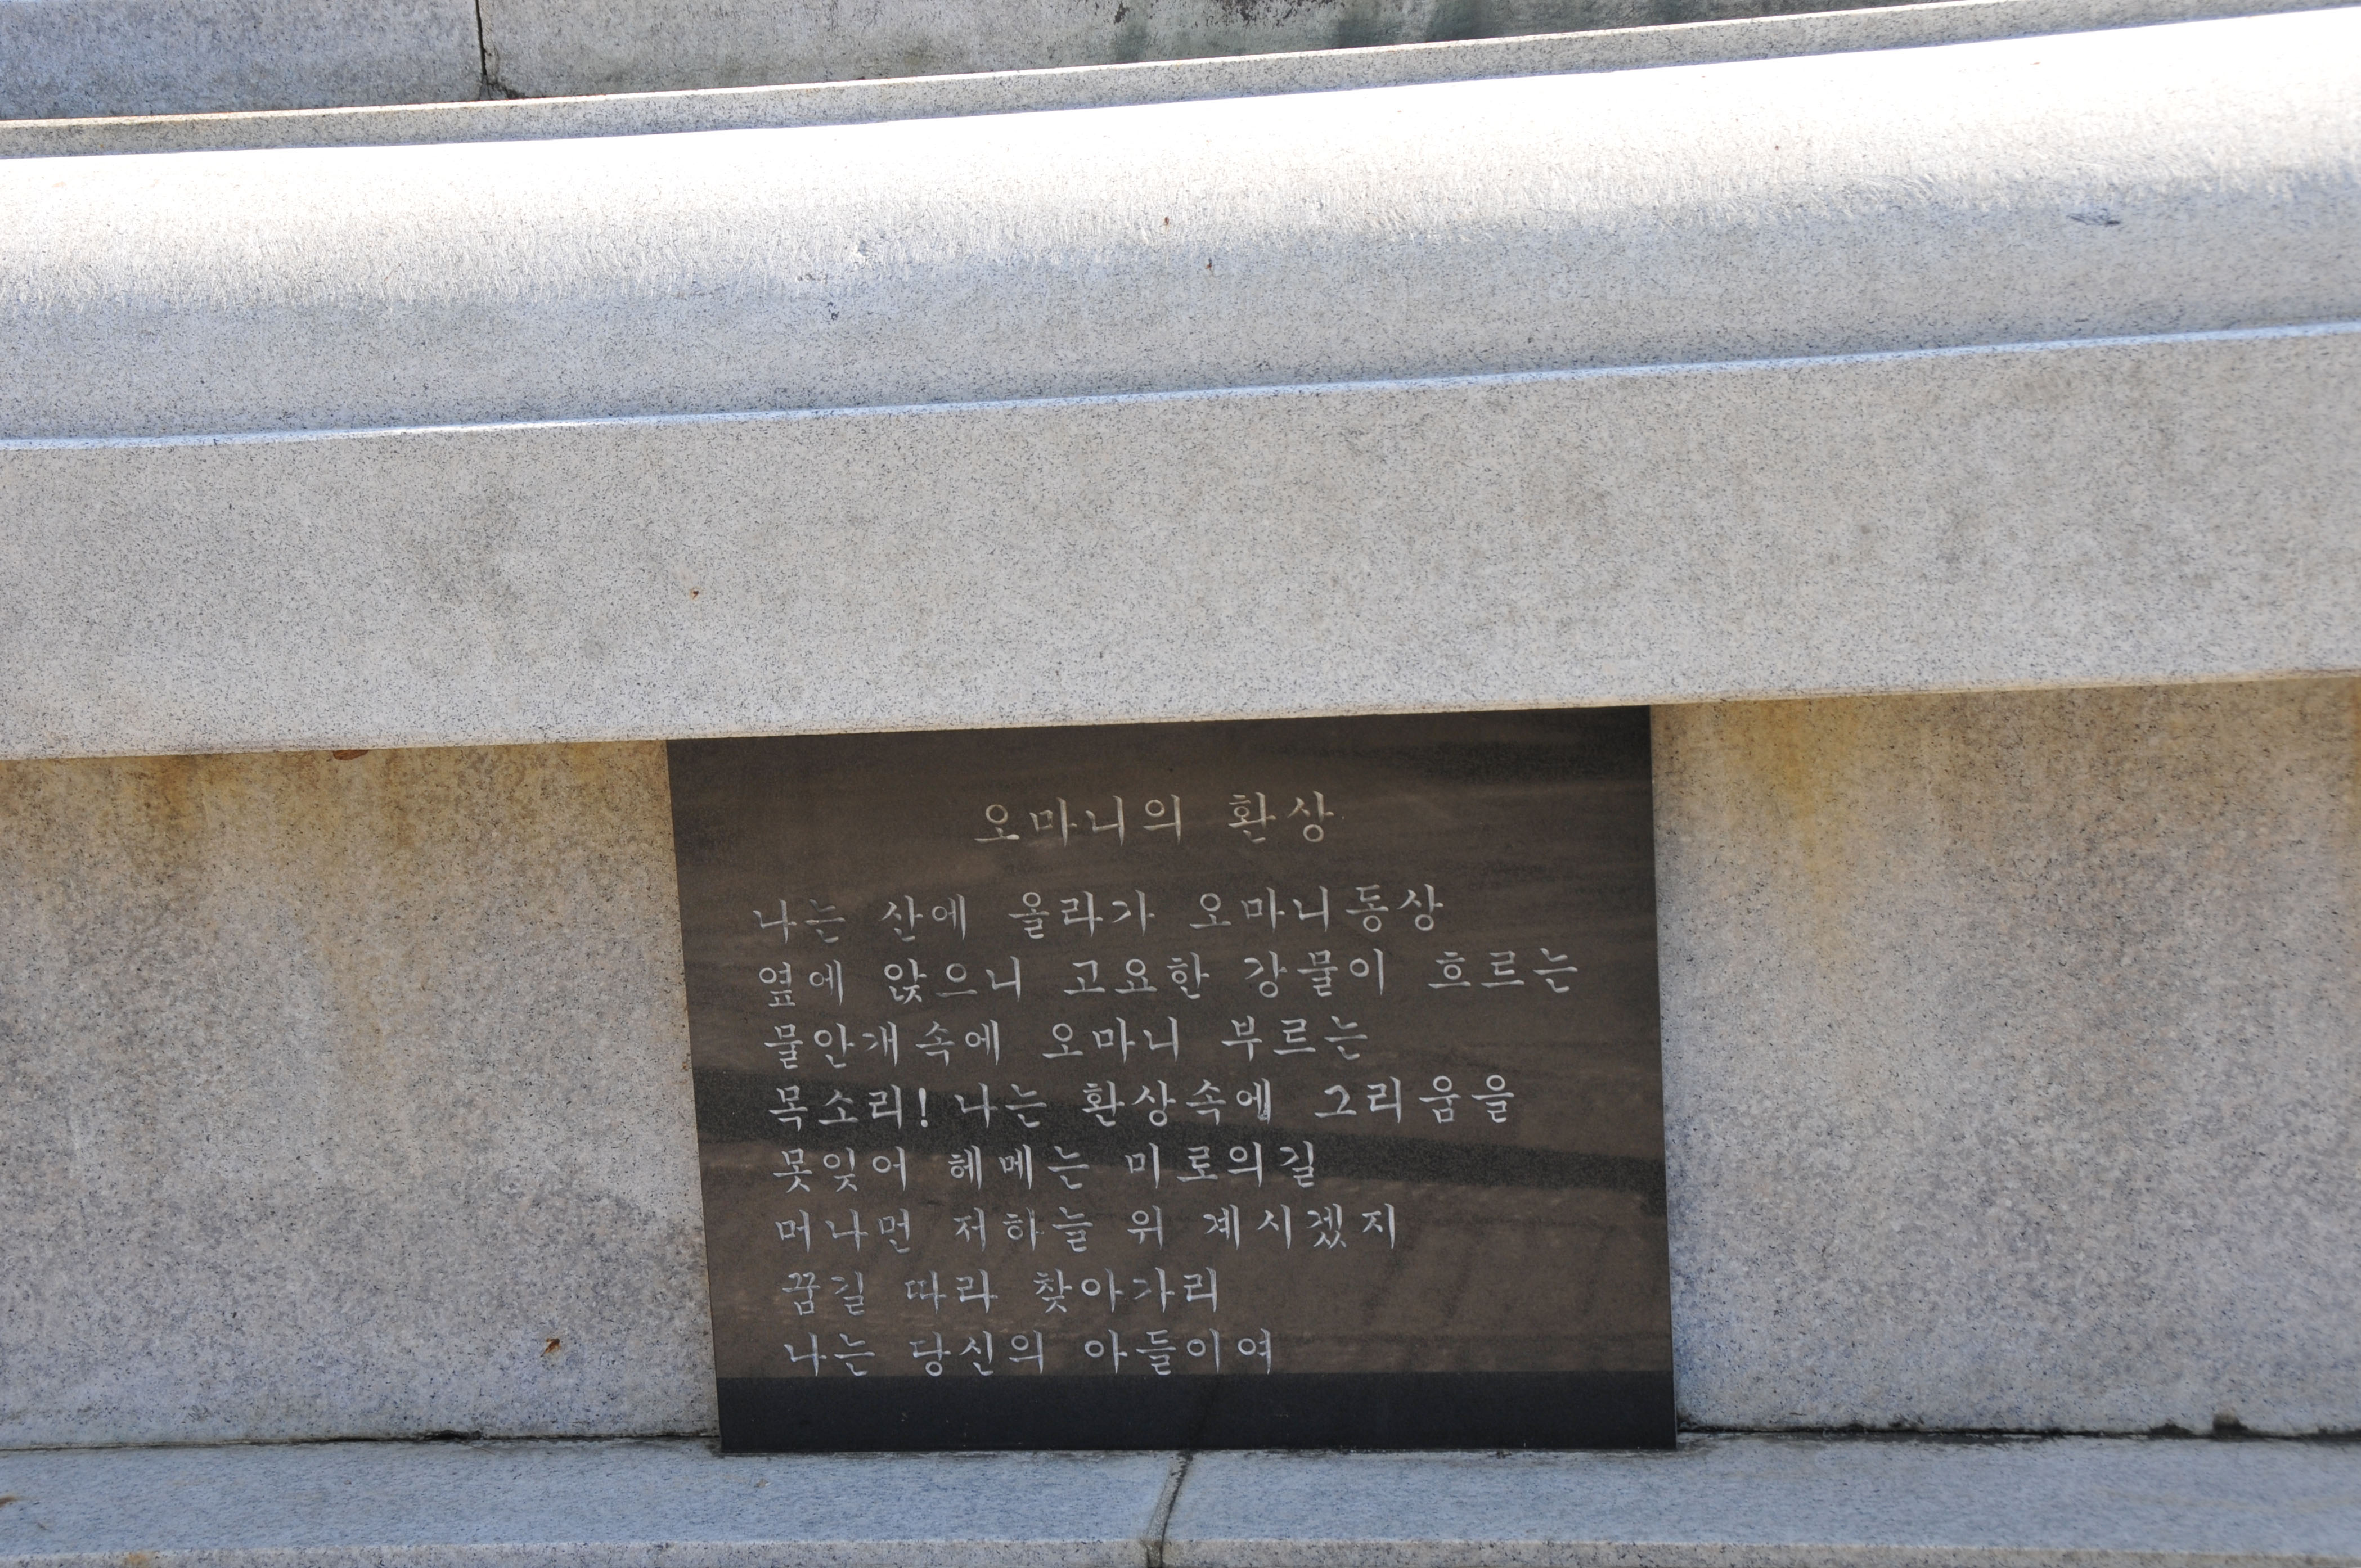 오마니의 환상
나는 산에 올라가 오마니동상
옆에 앉으니 고요한 강물이 흐르는
물안개속에 오마니 부르는
목소리! 나는 환상속에 그리움을
못잊어 헤메는 미로의길
머나먼 저하늘 위 계시겠지
꿈길 따라 찾아가리
나는 당신의 아들이여